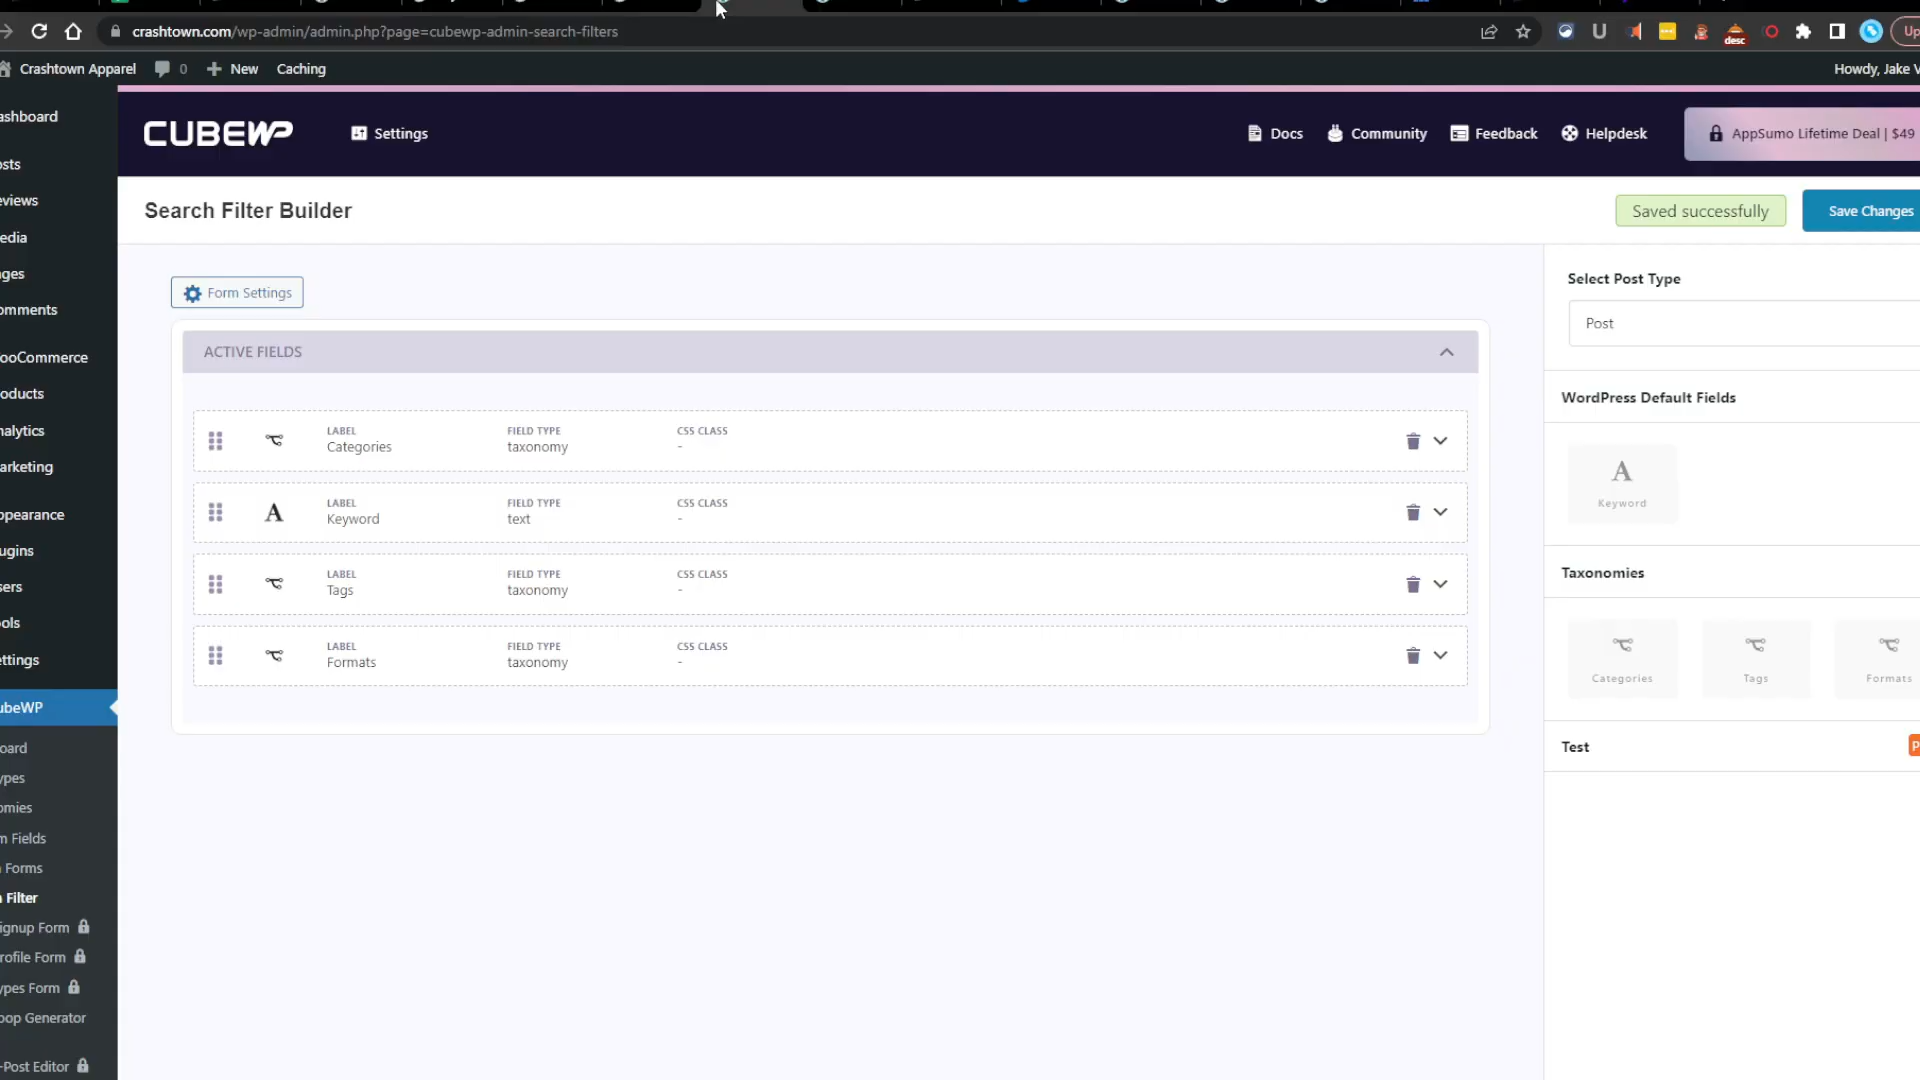 crashtown.com/wp-admin/admin.php?page=cubewp-admin-search-filters
desc
Up
Crashtown Apparel
0
New
Caching
Howdy, Jake V
CUBEWP
Settings
Docs
Community
Feedback
Helpdesk
AppSumo Lifetime Deal | $49
Search Filter Builder
Saved successfully
Save Changes
Form Settings
ACTIVE FIELDS
LABEL
Categories
FIELD TYPE
taxonomy
CSS CLASS
-
LABEL
Keyword
FIELD TYPE
text
CSS CLASS
-
LABEL
Tags
FIELD TYPE
taxonomy
CSS CLASS
-
LABEL
Formats
FIELD TYPE
taxonomy
CSS CLASS
-
Select Post Type
Post
WordPress Default Fields
A
Keyword
Taxonomies
Categories
Tags
Formats
Test
P
ashboard
osts
eviews
edia
ages
omments
ooCommerce
oducts
nalytics
arketing
ppearance
ugins
sers
ols
ettings
ubeWP
oard
ypes
omies
m Fields
Forms
Filter
ignup Form
rofile Form
ypes Form
oop Generator
-Post Editor